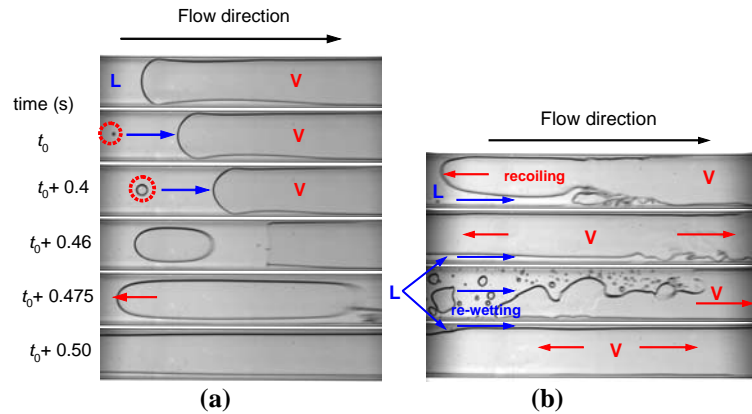 Flow direction
L V
time (s)
t0 V
t0+ 0.4 V
t0+ 0.46
t0+ 0.475
t0+ 0.50
(a)
Flow direction
recoiling V
L
V
L
V
re-wetting
V
(b)